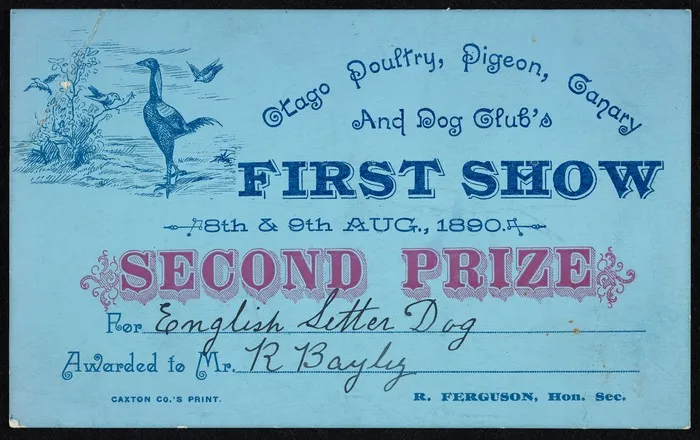 Otago Poultry, Pigeon, Canary
And Dog Club's
FIRST SHOW
8th & 9th AUG., 1890.
SECOND PRIZE
For English Setter Dog
Awarded to Mr. R Bayley
CAXTON CO.'S PRINT.
R. FERGUSON, Hon. Sec.